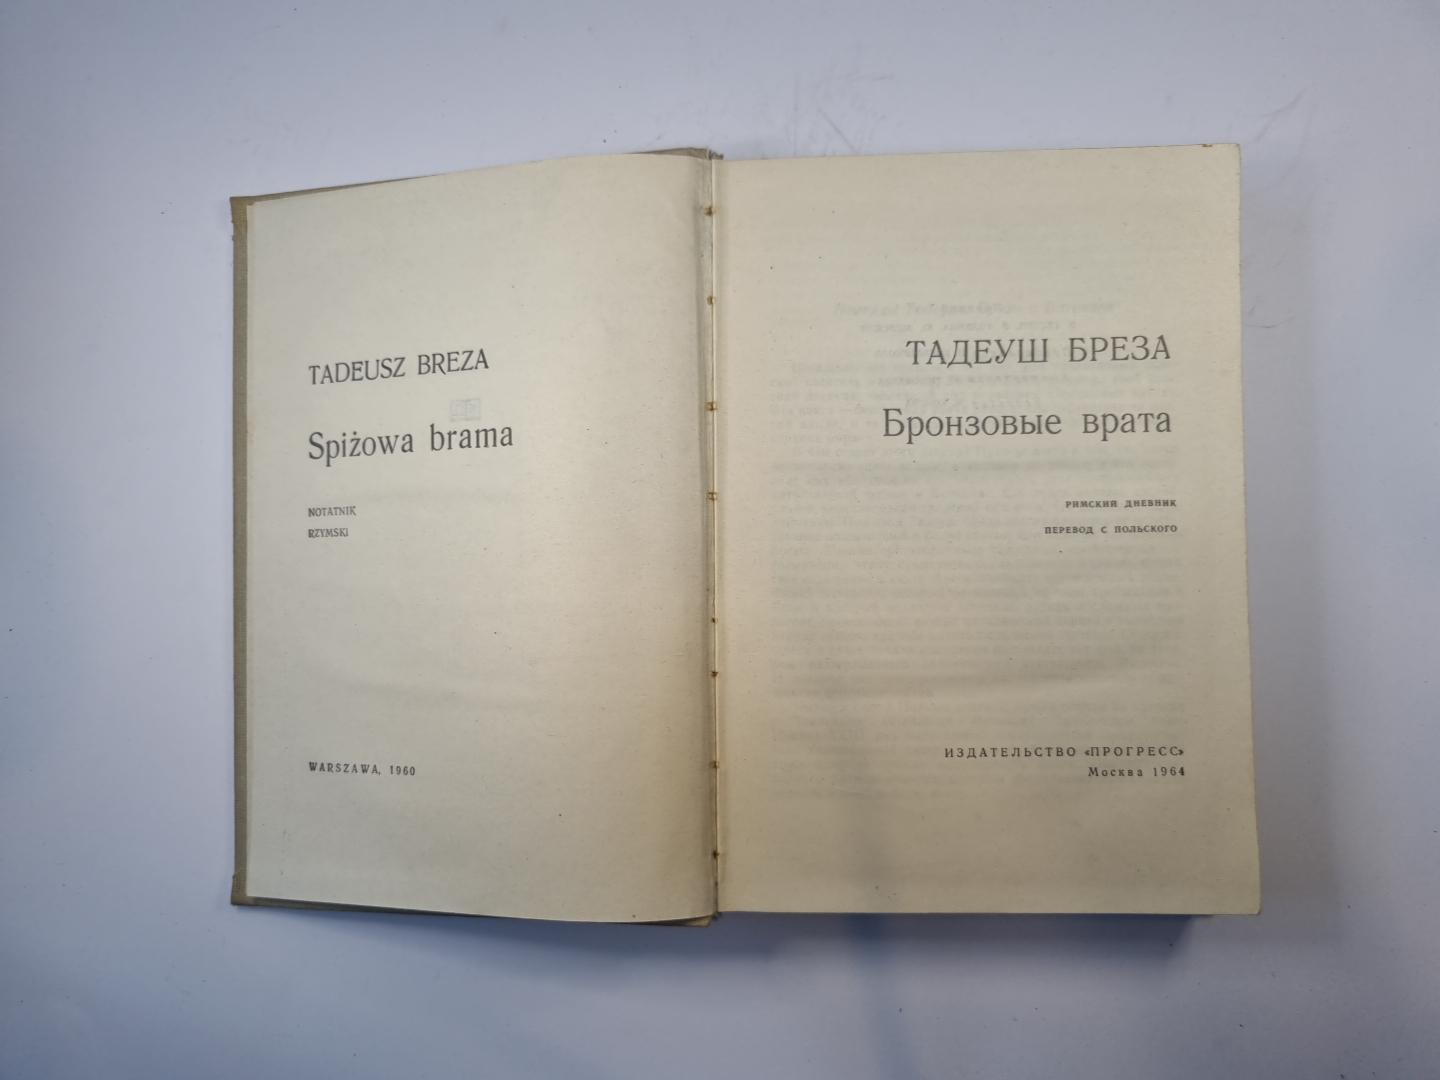 TADEUSZ BREZA
Spiżowa brama
NOTATNIK
RZYMSKI
WARSZAWA, 1960
ТАДЕУШ БРЕЗА
Бронзовые врата
РИМСКИЙ ДНЕВНИК
ПЕРЕВОД С ПОЛЬСКОГО
ИЗДАТЕЛЬСТВО «ПРОГРЕСС»
Москва 1964